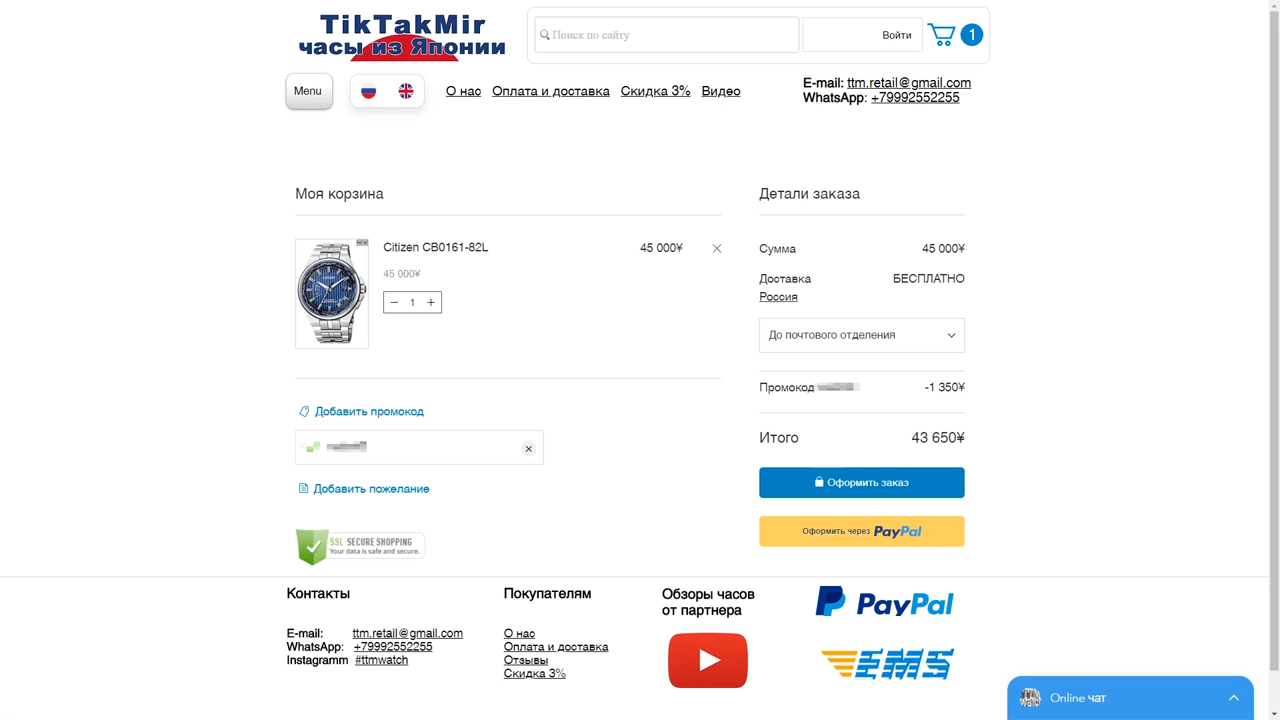 TikTakMir
часы из Японии
Поиск по сайту
Войти
1
Menu
О нас
Оплата и доставка
Скидка 3%
Видео
E-mail: ttm.retail@gmail.com
WhatsApp: +79992552255
Моя корзина
NEW
Citizen CB0161-82L
45 000¥
45 000¥
1
Добавить промокод
Добавить пожелание
SSL SECURE SHOPPING
Your data is safe and secure.
Детали заказа
Сумма 45 000¥
Доставка БЕСПЛАТНО
Россия
До почтового отделения
Промокод -1 350¥
Итого 43 650¥
Оформить заказ
Оформить через PayPal
Контакты
E-mail: ttm.retail@gmail.com
WhatsApp: +79992552255
Instagramm #ttmwatch
Покупателям
О нас
Оплата и доставка
Отзывы
Скидка 3%
Обзоры часов
от партнера
PayPal
EMS
Online чат